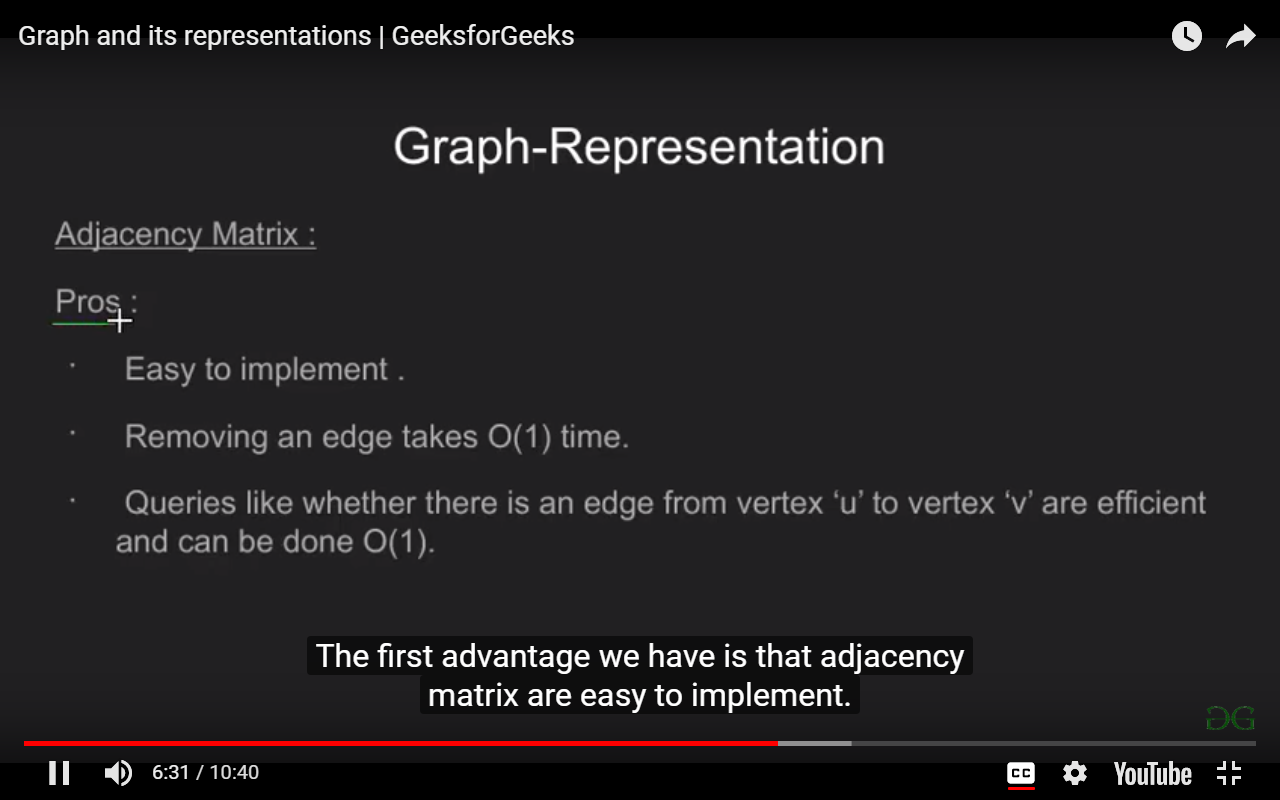 Graph and its representations | GeeksforGeeks
Graph-Representation
Adjacency Matrix :
Pros :
· Easy to implement .
· Removing an edge takes O(1) time.
· Queries like whether there is an edge from vertex ‘u’ to vertex ‘v’ are efficient
and can be done O(1).
The first advantage we have is that adjacency
matrix are easy to implement.
GG
6:31 / 10:40
CC
YouTube